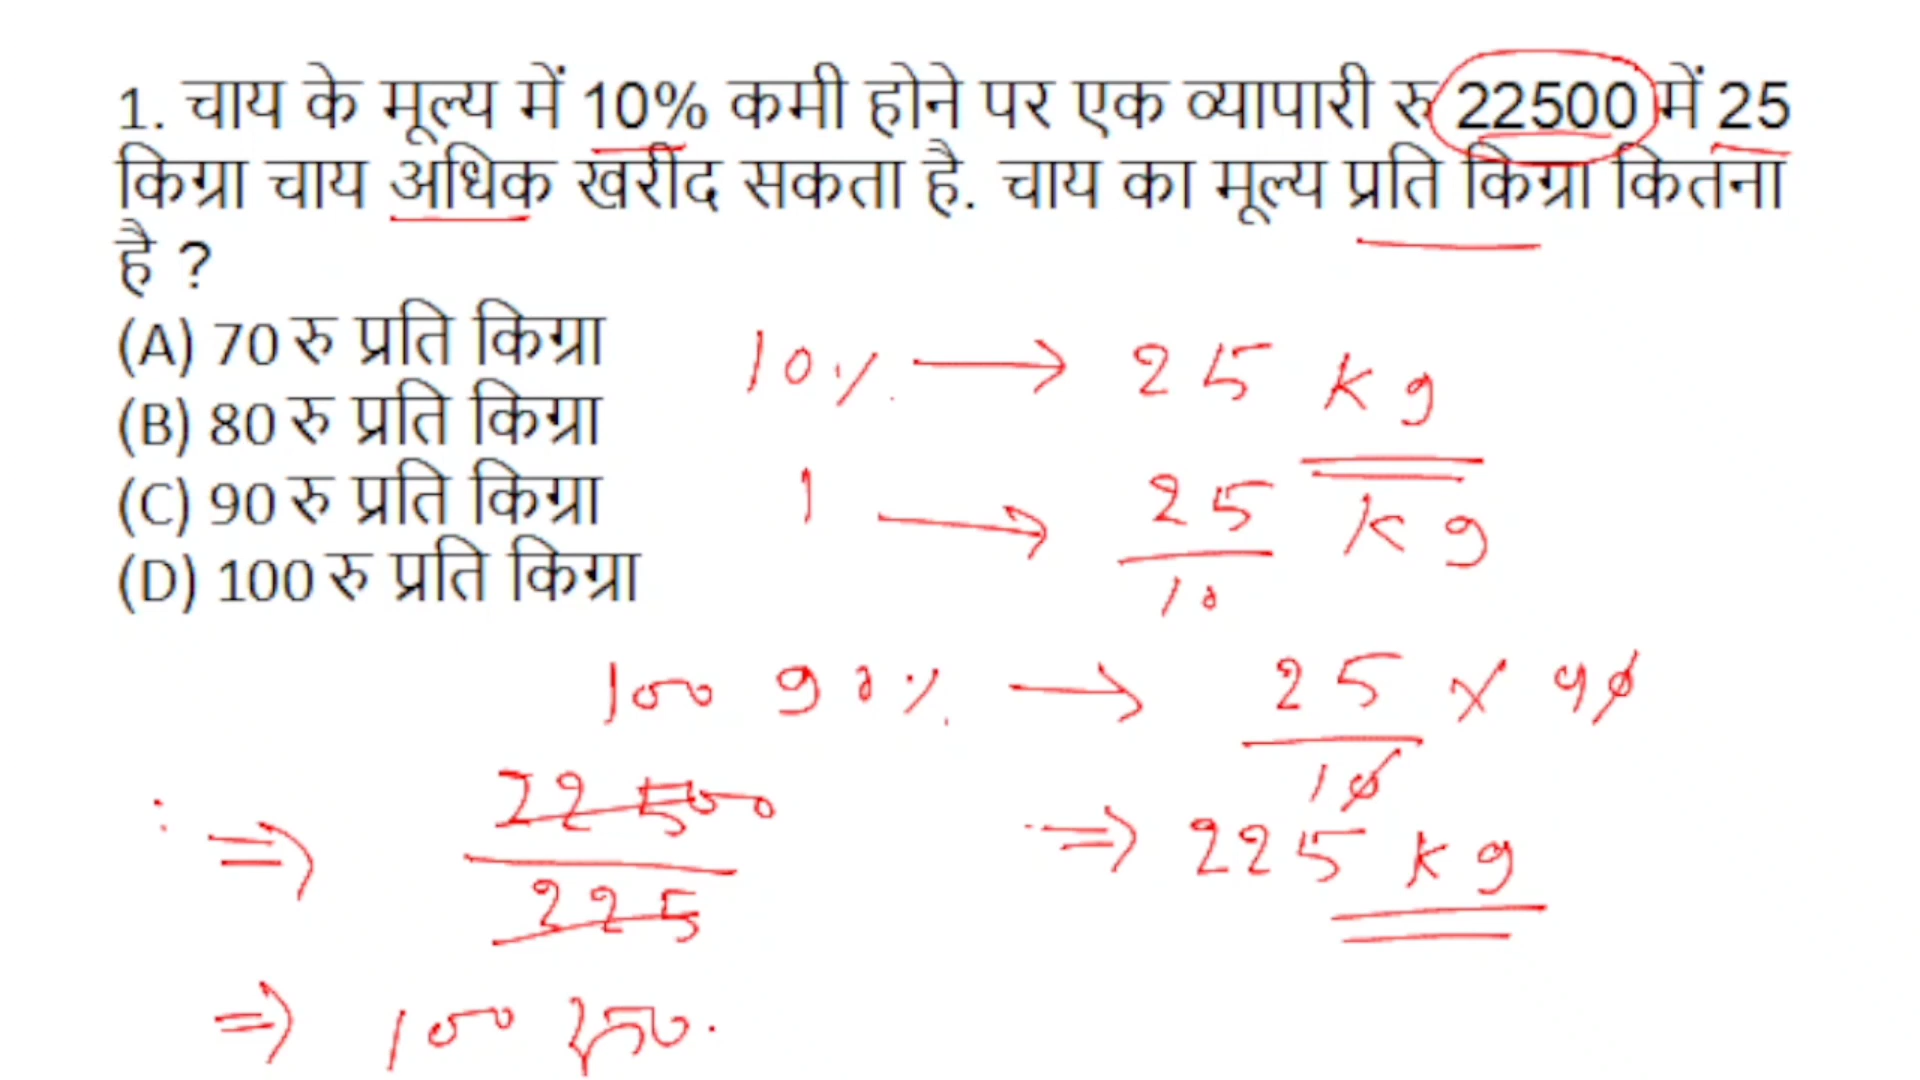 1. चाय के मूल्य में 10% कमी होने पर एक व्यापारी रु 22500 में 25
किग्रा चाय अधिक खरीद सकता है. चाय का मूल्य प्रति किग्रा कितना
है ?
(A) 70 रु प्रति किग्रा
(B) 80 रु प्रति किग्रा
(C) 90 रु प्रति किग्रा
(D) 100 रु प्रति किग्रा
10% → 25 kg
1 → 25/10 kg
100 90% → 25/10 × 90
⇒ 22500/225
⇒ 225 kg
⇒ 100